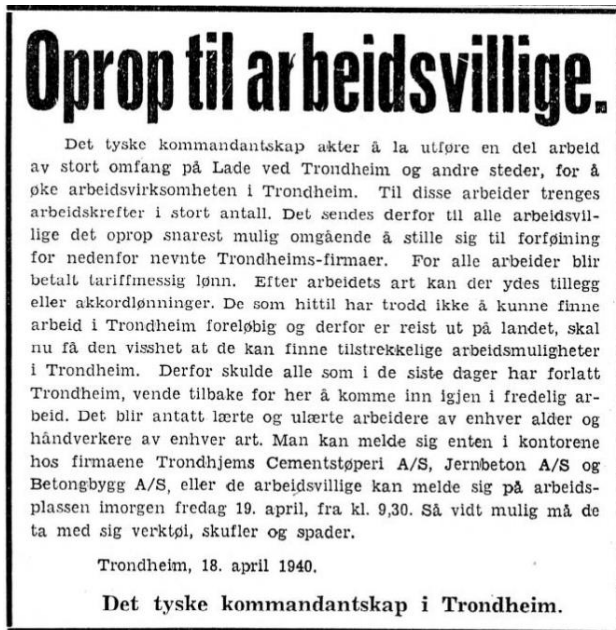 Oprop til arbeidsvillige.
Det tyske kommandantskap akter å la utføre en del arbeid
av stort omfang på Lade ved Trondheim og andre steder, for å
øke arbeidsvirksomheten i Trondheim. Til disse arbeider trenges
arbeidskrefter i stort antall. Det sendes derfor til alle arbeidsvil-
lige det oprop snarest mulig omgående å stille sig til forføining
for nedenfor nevnte Trondheims-firmaer. For alle arbeider blir
betalt tariffmessig lønn. Efter arbeidets art kan der ydes tillegg
eller akkordlønninger. De som hittil har trodd ikke å kunne finne
arbeid i Trondheim foreløbig og derfor er reist ut på landet, skal
nu få den visshet at de kan finne tilstrekkelige arbeidsmuligheter
i Trondheim. Derfor skulde alle som i de siste dager har forlatt
Trondheim, vende tilbake for her å komme inn igjen i fredelig ar-
beid. Det blir antatt lærte og ulærte arbeidere av enhver alder og
håndverkere av enhver art. Man kan melde sig enten i kontorene
hos firmaene Trondhjems Cementstøperi A/S, Jernbeton A/S og
Betongbygg A/S, eller de arbeidsvillige kan melde sig på arbeids-
plassen imorgen fredag 19. april, fra kl. 9,30. Så vidt mulig må de
ta med sig verktøi, skufler og spader.
Trondheim, 18. april 1940.
Det tyske kommandantskap i Trondheim.